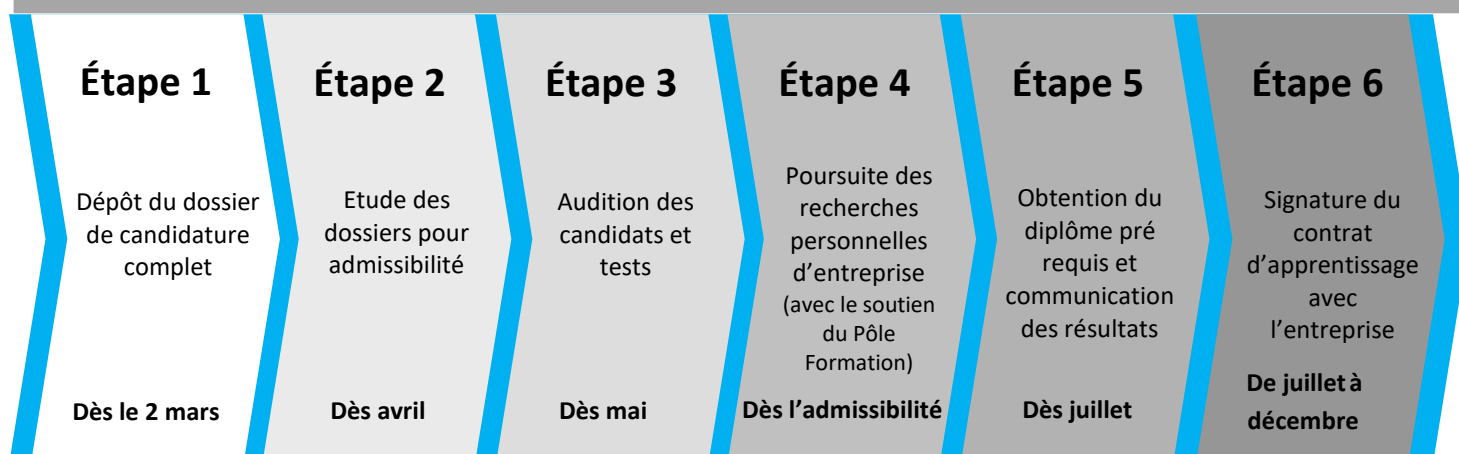 Étape 1
Dépôt du dossier
de candidature
complet
Dès le 2 mars
Étape 2
Etude des
dossiers pour
admissibilité
Dès avril
Étape 3
Audition des
candidats et
tests
Dès mai
Étape 4
Poursuite des
recherches
personnelles
d’entreprise
(avec le soutien
du Pôle
Formation)
Dès l’admissibilité
Étape 5
Obtention du
diplôme pré
requis et
communication
des résultats
Dès juillet
Étape 6
Signature du
contrat
d’apprentissage
avec
l’entreprise
De juillet à
décembre